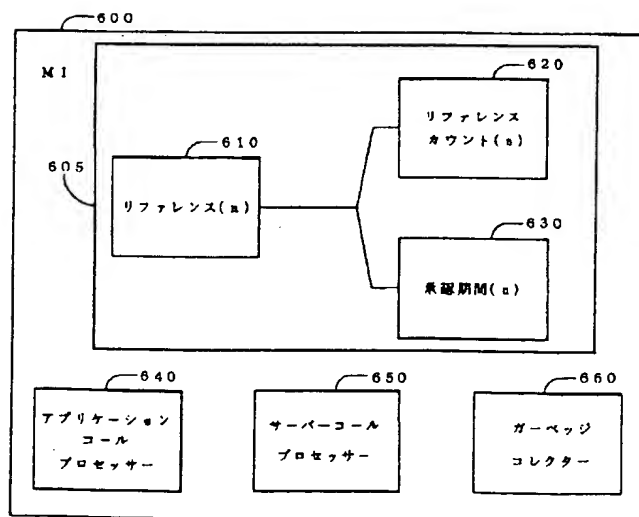 600
MI
605
610
リファレンス(n)
620
リファレンス
カウント(s)
630
承認期間(n)
640
アプリケーション
コール
プロセッサー
650
サーバーコール
プロセッサー
660
ガーベッジ
コレクター